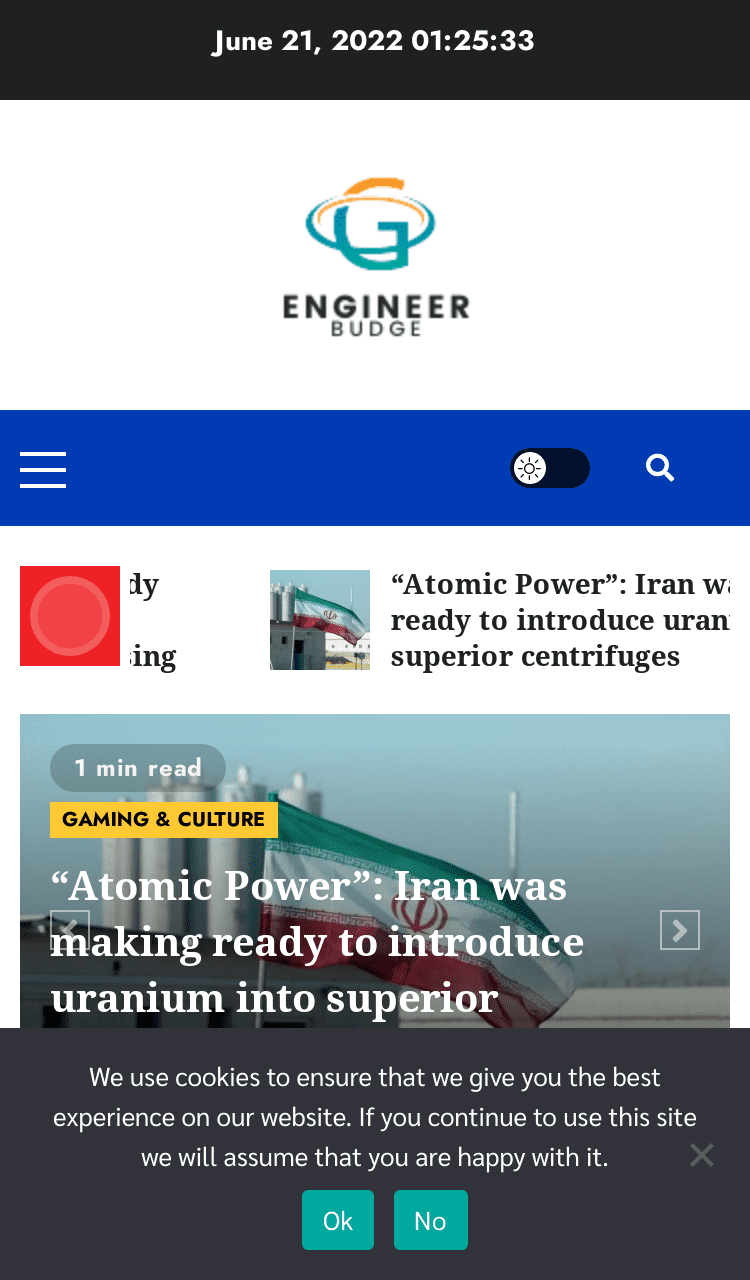 June 21, 2022 01:25:33
ENGINEER
BUDGE
dy
sing
“Atomic Power”: Iran wa
ready to introduce urani
superior centrifuges
1 min read
GAMING & CULTURE
“Atomic Power”: Iran was
making ready to introduce
uranium into superior
We use cookies to ensure that we give you the best
experience on our website. If you continue to use this site
we will assume that you are happy with it.
Ok
No